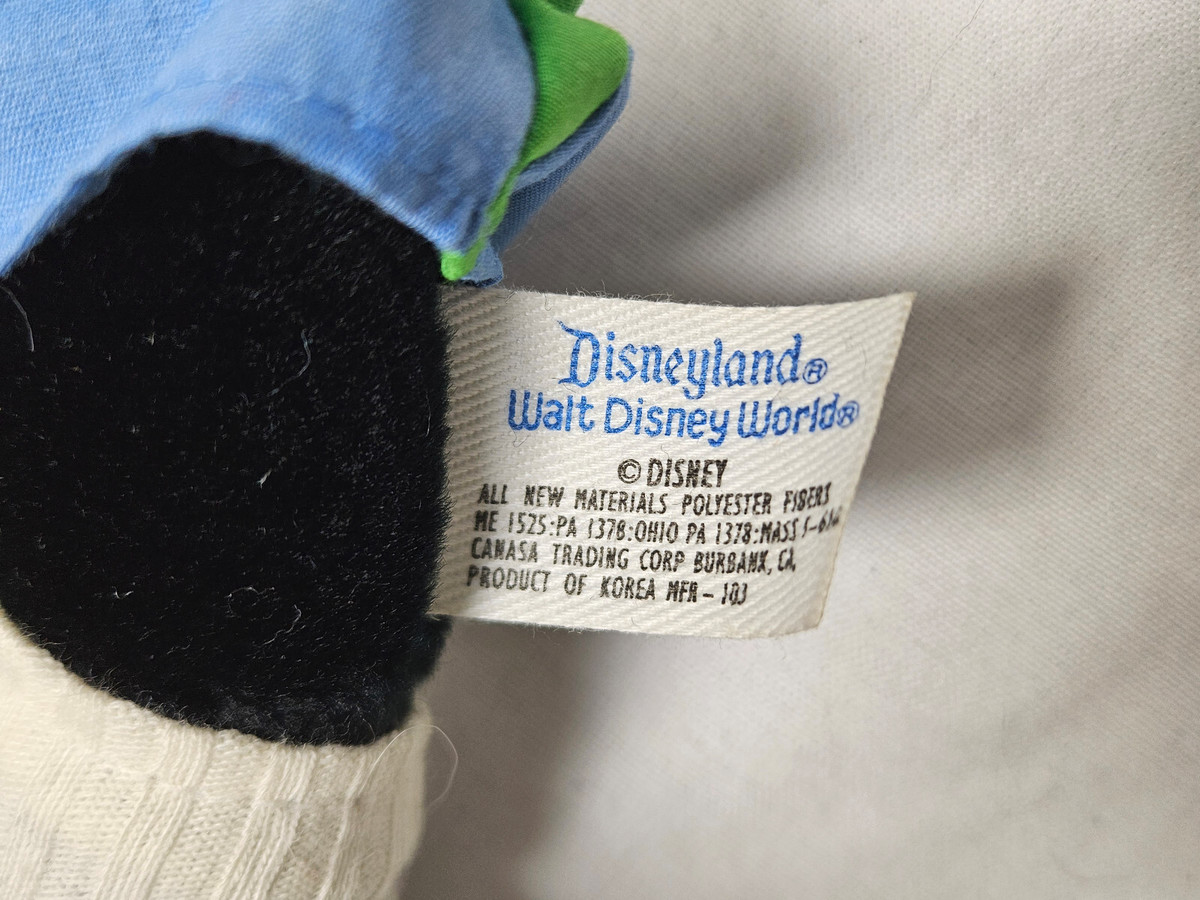 Disneyland®
Walt Disney World®
© DISNEY
ALL NEW MATERIALS POLYESTER FIBERS
ME 1525:PA 1378:OHIO PA 1378:MASS
CANASA TRADING CORP BURBANK, CA,
PRODUCT OF KOREA MFR-103